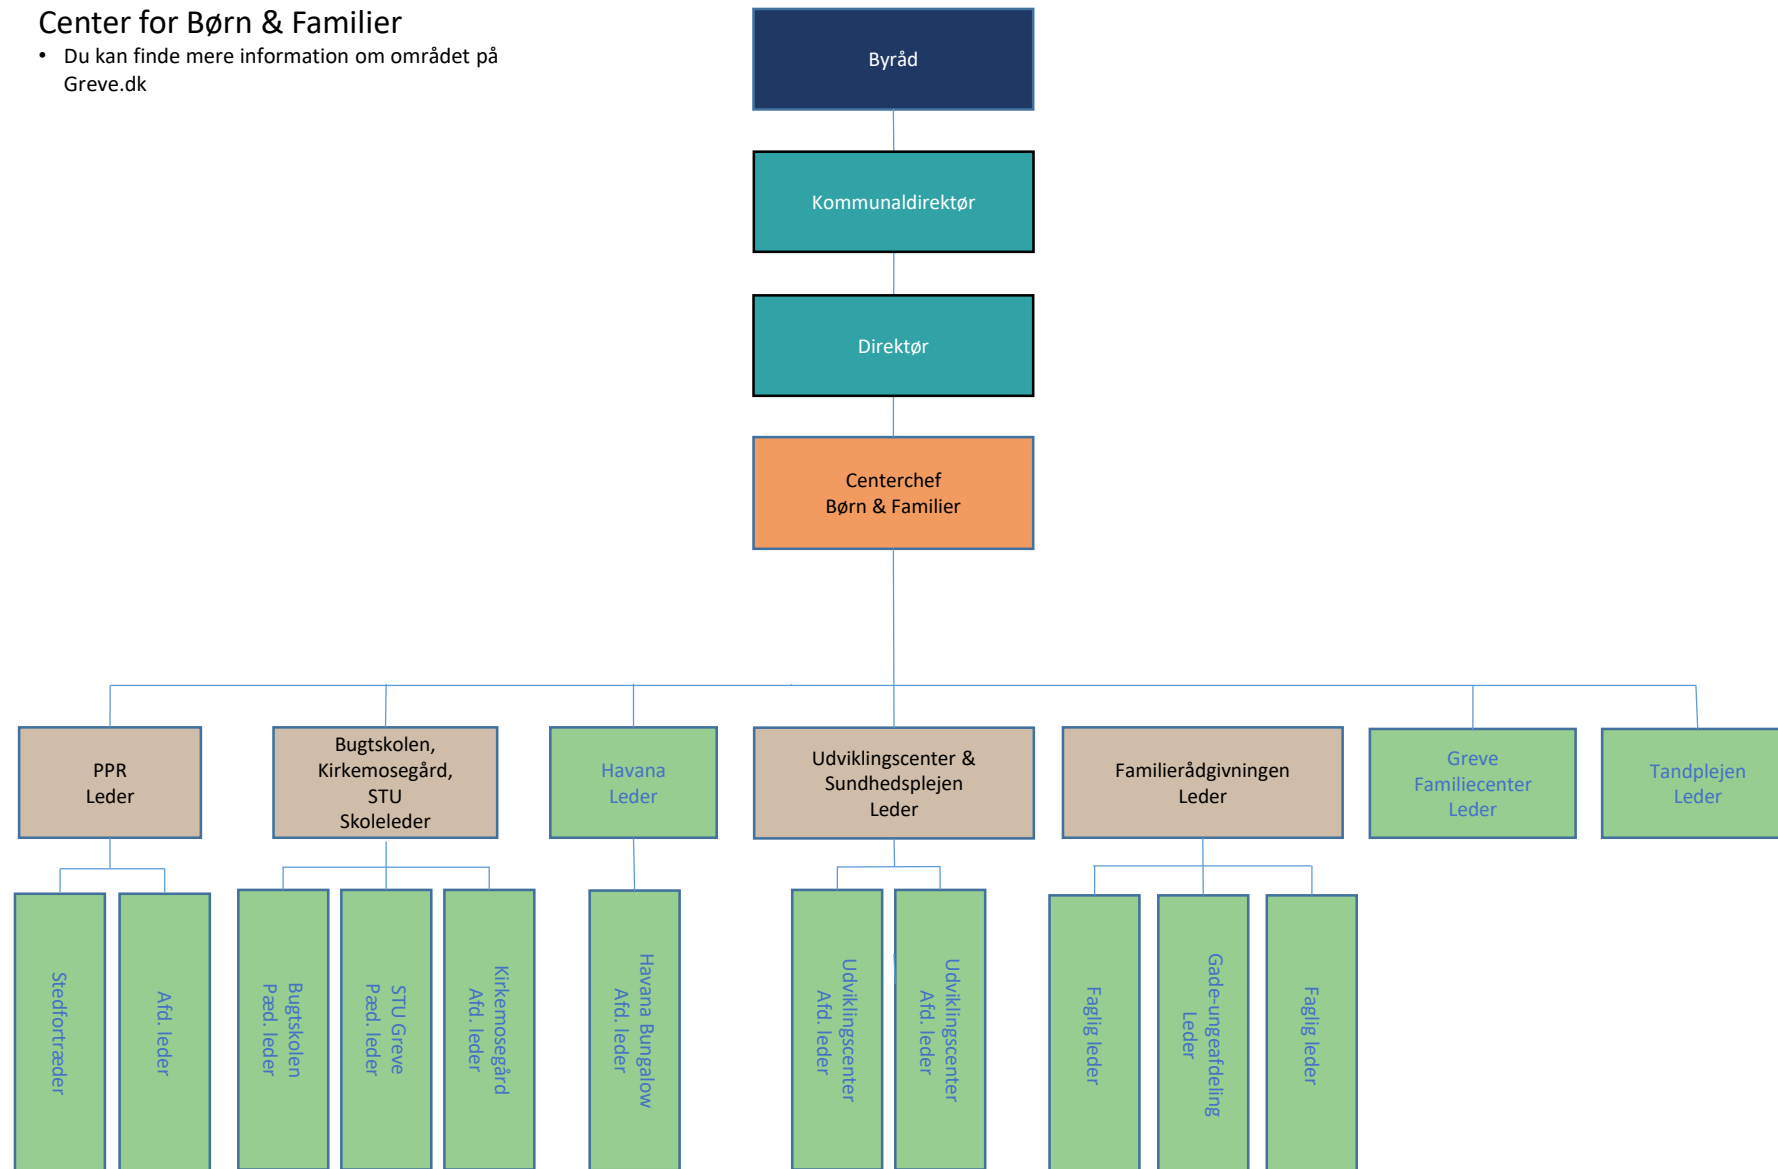 Center for Børn & Familier
• Du kan finde mere information om området på
Greve.dk
Byråd
Kommunaldirektør
Direktør
Centerchef
Børn & Familier
PPR
Leder
Bugtskolen,
Kirkemosegård,
STU
Skoleleder
Havana
Leder
Udviklingscenter &
Sundhedsplejen
Leder
Familierådgivningen
Leder
Greve
Familiecenter
Leder
Tandplejen
Leder
Stedfortræder
Afd. leder
Bugtskolen
Pæd. leder
STU Greve
Pæd. leder
Kirkemosegård
Afd. leder
Havana Bungalow
Afd. leder
Udviklingscenter
Afd. leder
Udviklingscenter
Afd. leder
Faglig leder
Gade-ungeafdeling
Leder
Faglig leder